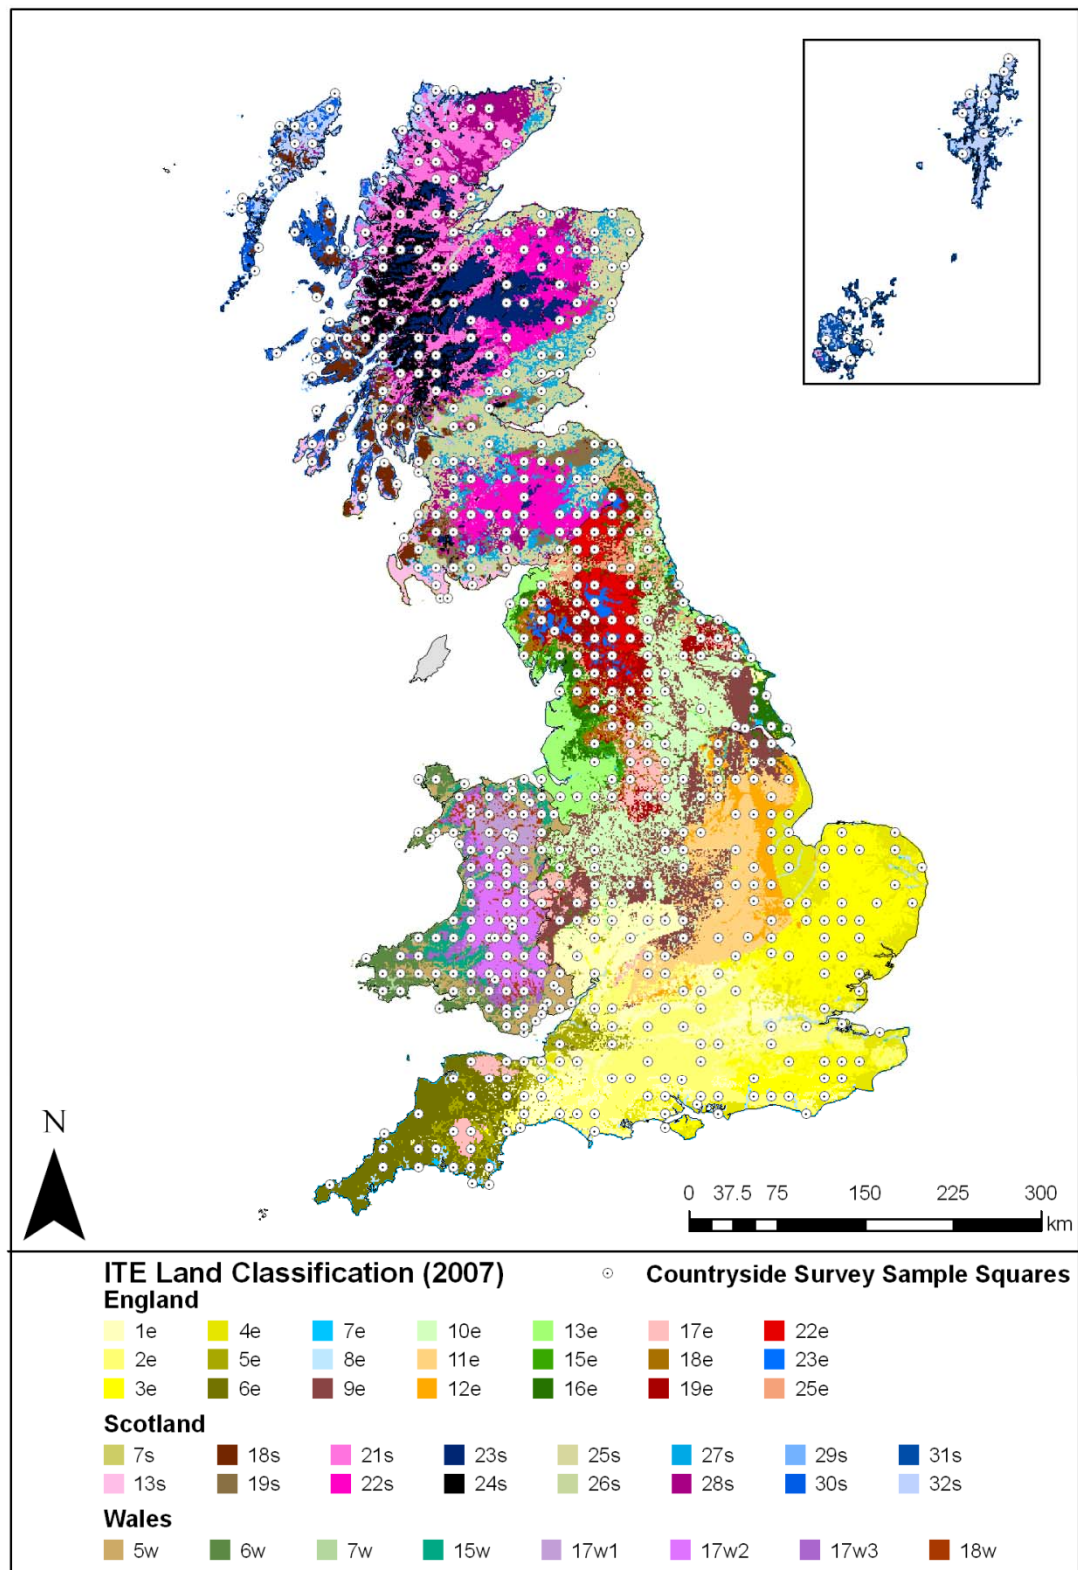 N
0 37.5 75 150 225 300
km
ITE Land Classification (2007) Countryside Survey Sample Squares
England
1e 4e 7e 10e 13e 17e 22e
2e 5e 8e 11e 15e 18e 23e
3e 6e 9e 12e 16e 19e 25e
Scotland
7s 18s 21s 23s 25s 27s 29s 31s
13s 19s 22s 24s 26s 28s 30s 32s
Wales
5w 6w 7w 15w 17w1 17w2 17w3 18w